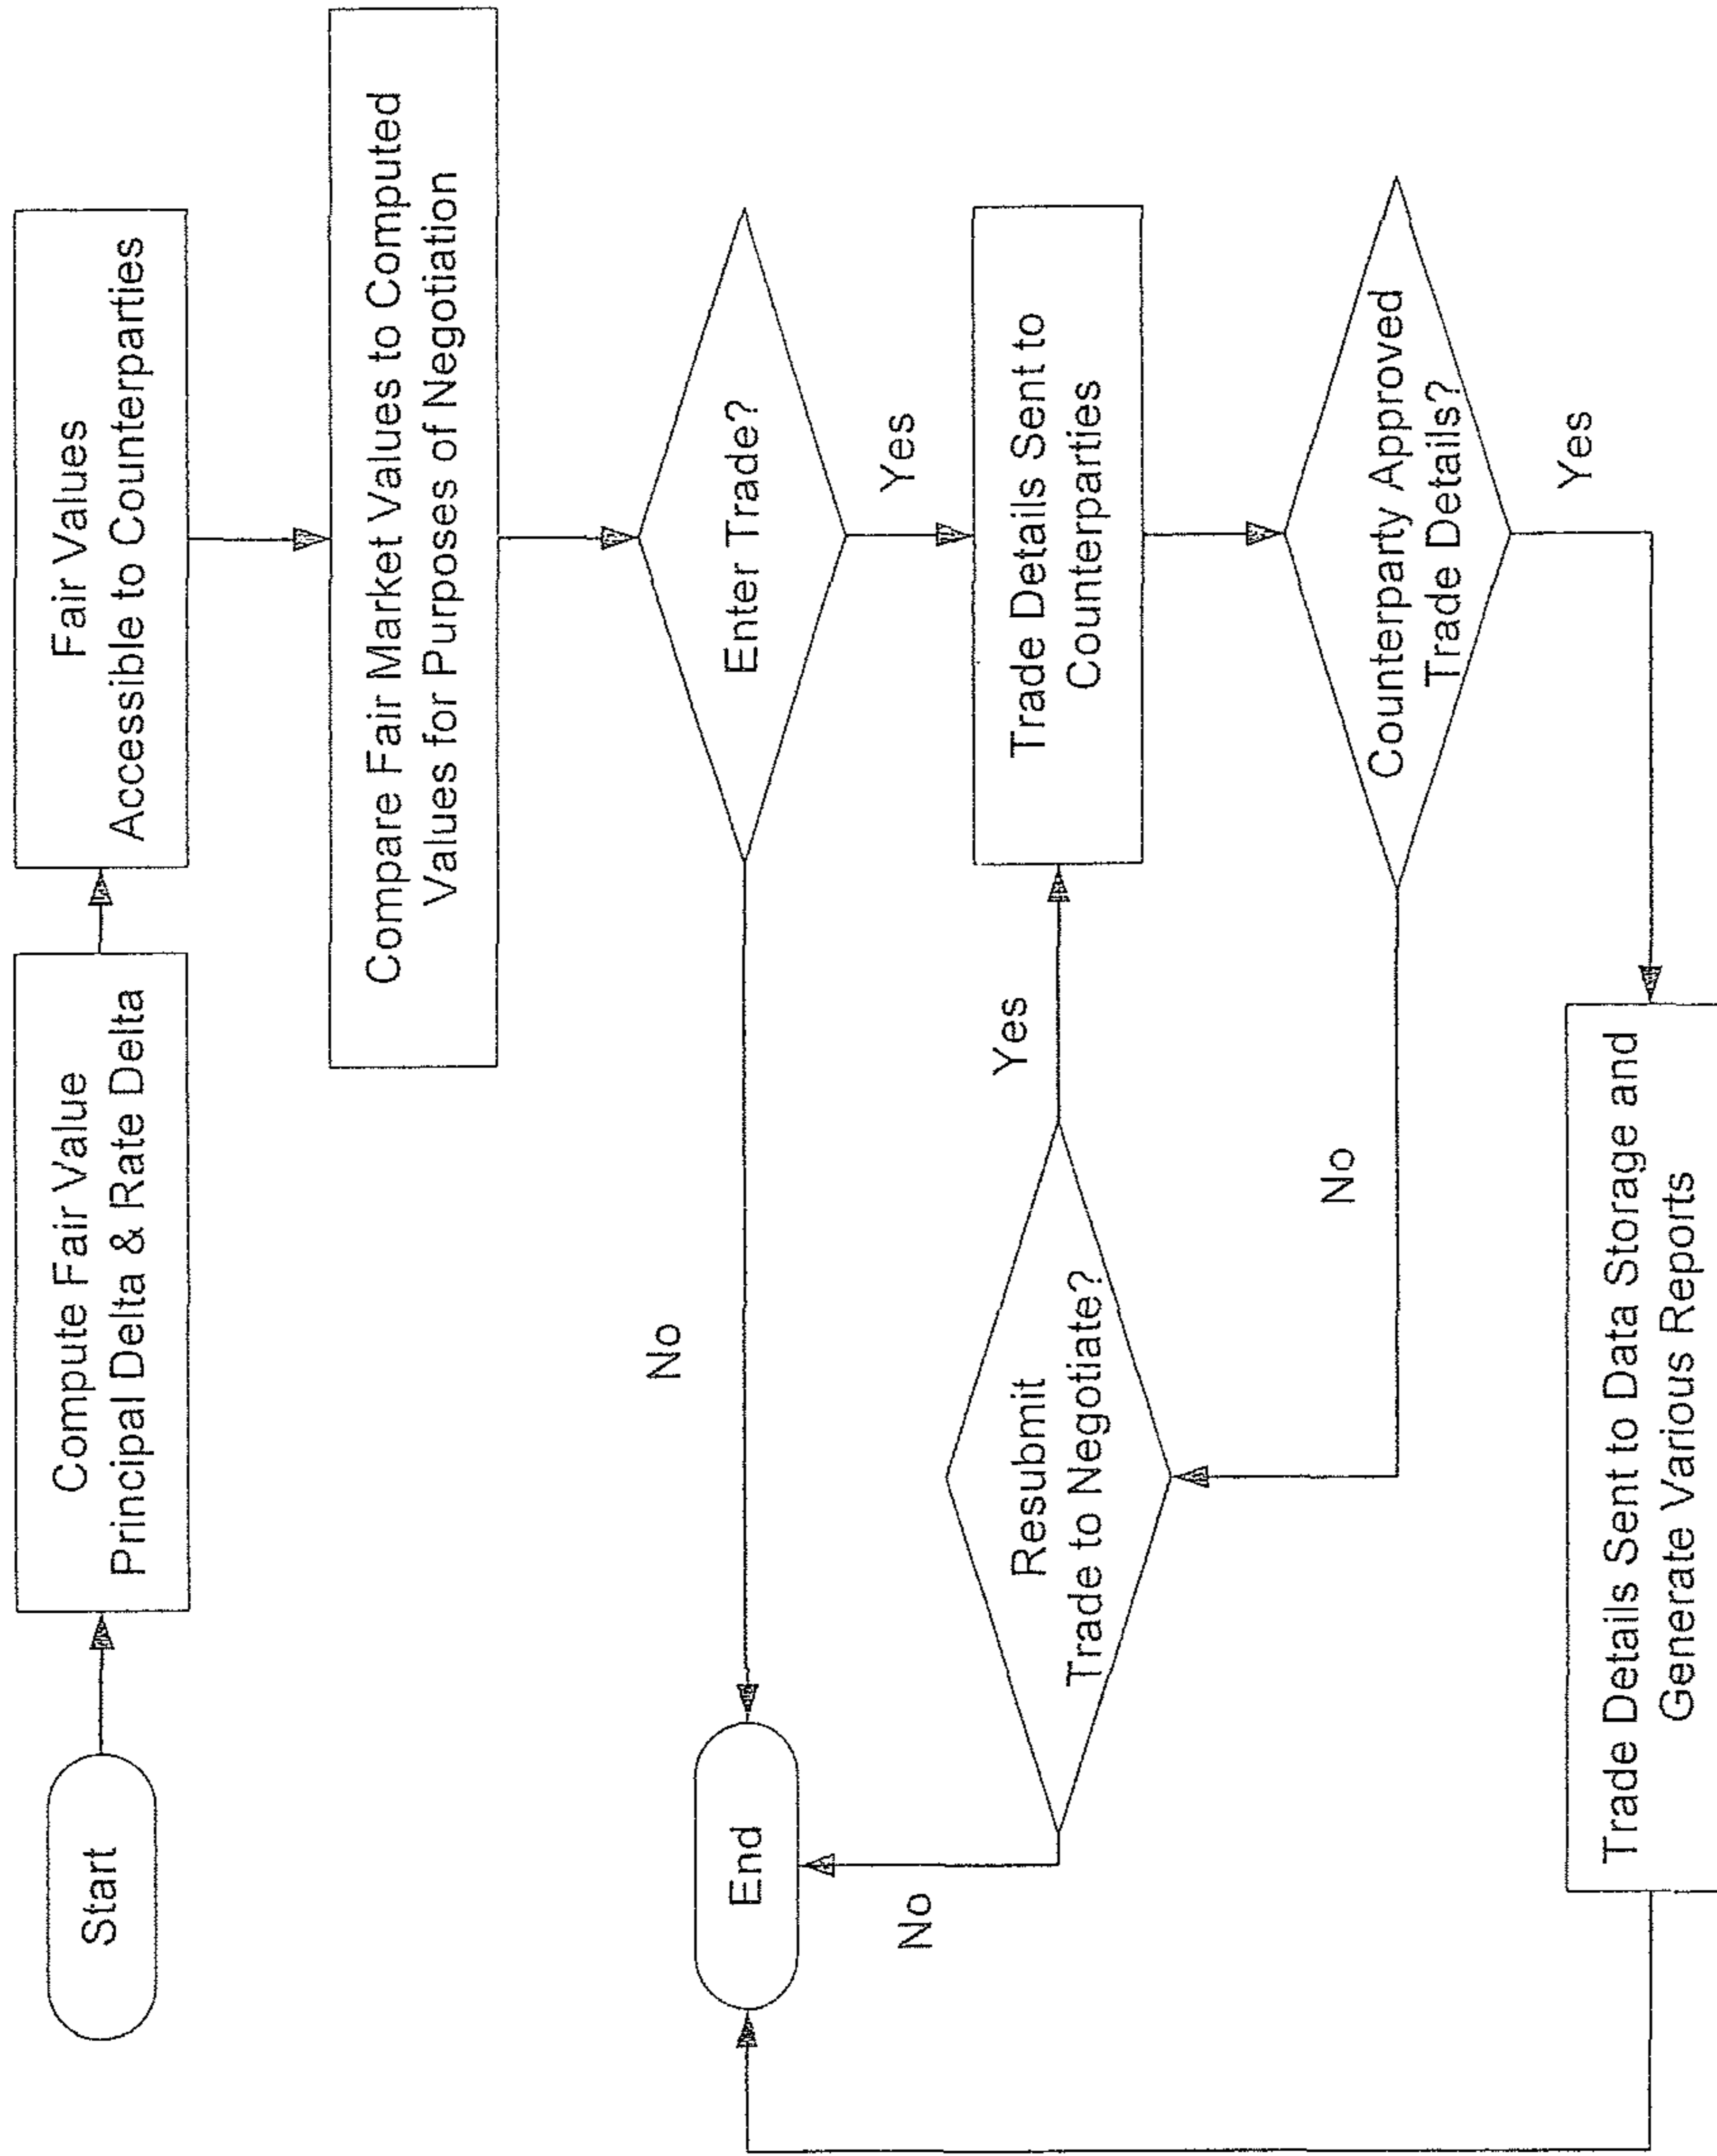 Start
Compute Fair Value
Principal Delta & Rate Delta
Fair Values
Accessible to Counterparties
Compare Fair Market Values to Computed
Values for Purposes of Negotiation
Enter Trade?
No
Yes
End
Trade Details Sent to
Counterparties
Resubmit
Trade to Negotiate?
Yes
No
Counterparty Approved
Trade Details?
No
Yes
Trade Details Sent to Data Storage and
Generate Various Reports